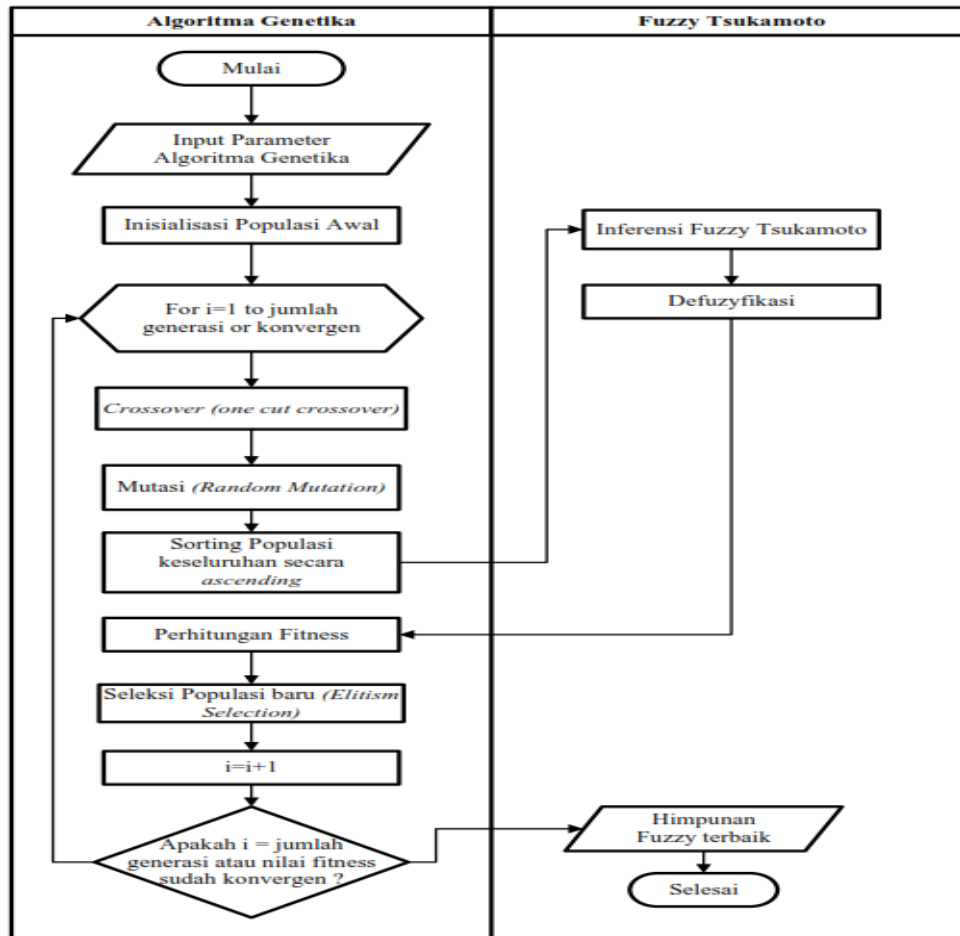 Algoritma Genetika
Fuzzy Tsukamoto
Mulai
Input Parameter
Algoritma Genetika
Inisialisasi Populasi Awal
For i=1 to jumlah
generasi or konvergen
Crossover (one cut crossover)
Mutasi (Random Mutation)
Sorting Populasi
keseluruhan secara
ascending
Inferensi Fuzzy Tsukamoto
Defuzyfikasi
Perhitungan Fitness
Seleksi Populasi baru (Elitism
Selection)
i=i+1
Apakah i = jumlah
generasi atau nilai fitness
sudah konvergen ?
Himpunan
Fuzzy terbaik
Selesai